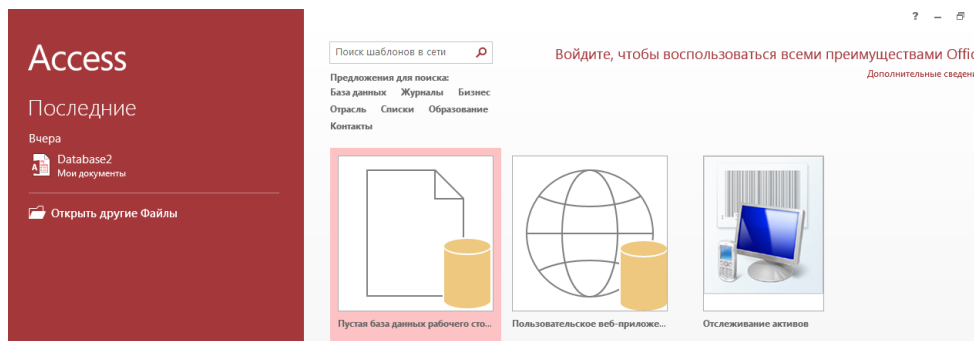 ? – 
Access
Последние
Вчера
Database2
Мои документы
Открыть другие Файлы
Поиск шаблонов в сети
Предложения для поиска:
База данных Журналы Бизнес
Отрасль Списки Образование
Контакты
Войдите, чтобы воспользоваться всеми преимуществами Offic
Дополнительные сведени
Пустая база данных рабочего сто...
Пользовательское веб-приложе...
Отслеживание активов